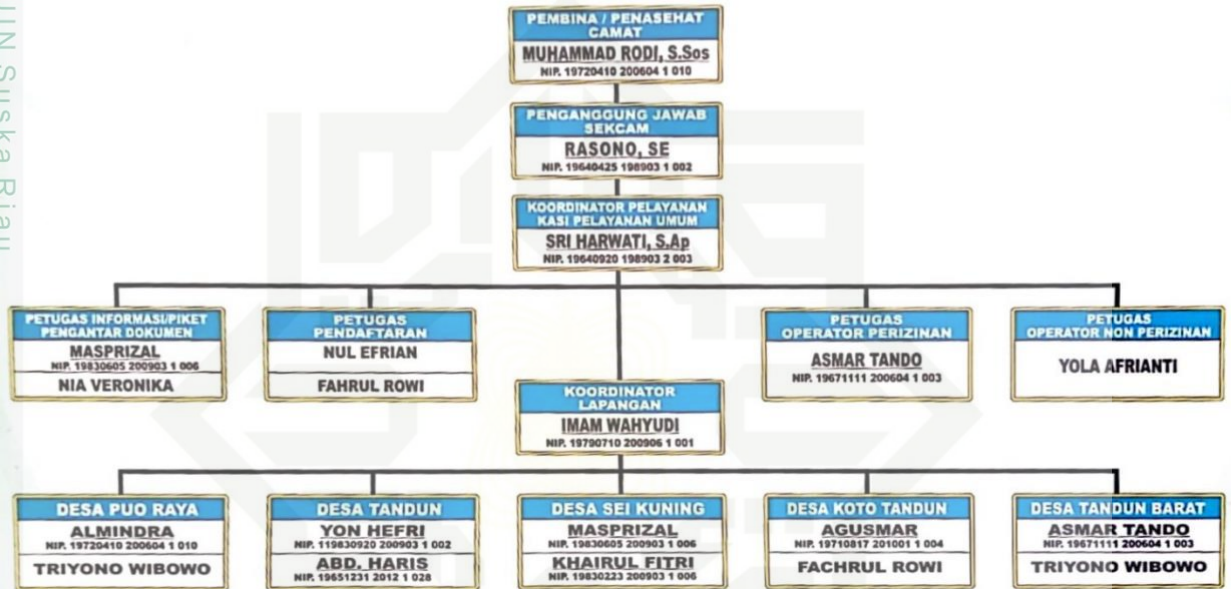 UIN Suska Riau
PEMBINA / PENASEHAT
CAMAT
MUHAMMAD RODI, S.Sos
NIP. 19720410 200604 1 010
PENGANGGUNG JAWAB
SEKCAM
RASONO, SE
NIP. 19640425 198903 1 002
KOORDINATOR PELAYANAN
KASI PELAYANAN UMUM
SRI HARWATI, S.Ap
NIP. 19640920 198903 2 003
PETUGAS INFORMASI/PIKET
PENGANTAR DOKUMEN
MASPRIZAL
NIP. 19830605 200903 1 006
NIA VERONIKA
PETUGAS
PENDAFTARAN
NUL EFRIAN
FAHRUL ROWI
PETUGAS
OPERATOR PERIZINAN
ASMAR TANDO
NIP. 19671111 200604 1 003
PETUGAS
OPERATOR NON PERIZINAN
YOLA AFRIANTI
KOORDINATOR
LAPANGAN
IMAM WAHYUDI
NIP. 19790710 200906 1 001
DESA PUO RAYA
ALMINDRA
NIP. 19720410 200604 1 010
TRIYONO WIBOWO
DESA TANDUN
YON HEFRI
NIP. 119830920 200903 1 002
ABD. HARIS
NIP. 19651231 2012 1 028
DESA SEI KUNING
MASPRIZAL
NIP. 19830605 200903 1 006
KHAIRUL FITRI
NIP. 19830223 200903 1 006
DESA KOTO TANDUN
AGUSMAR
NIP. 19710817 201001 1 004
FACHRUL ROWI
DESA TANDUN BARAT
ASMAR TANDO
NIP. 19671111 200604 1 003
TRIYONO WIBOWO